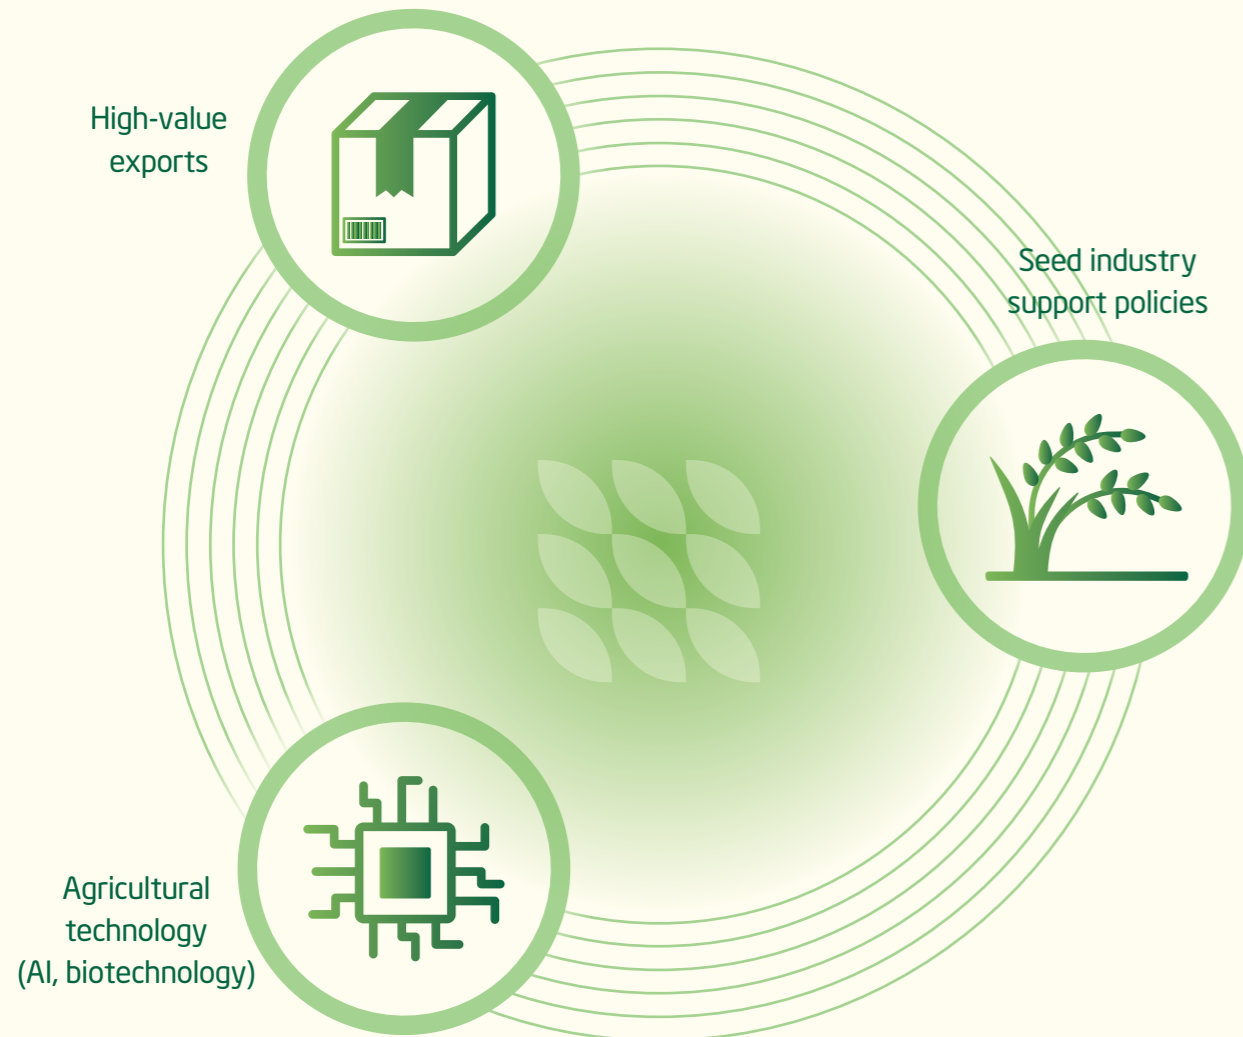 High-value
exports
Seed industry
support policies
Agricultural
technology
(AI, biotechnology)